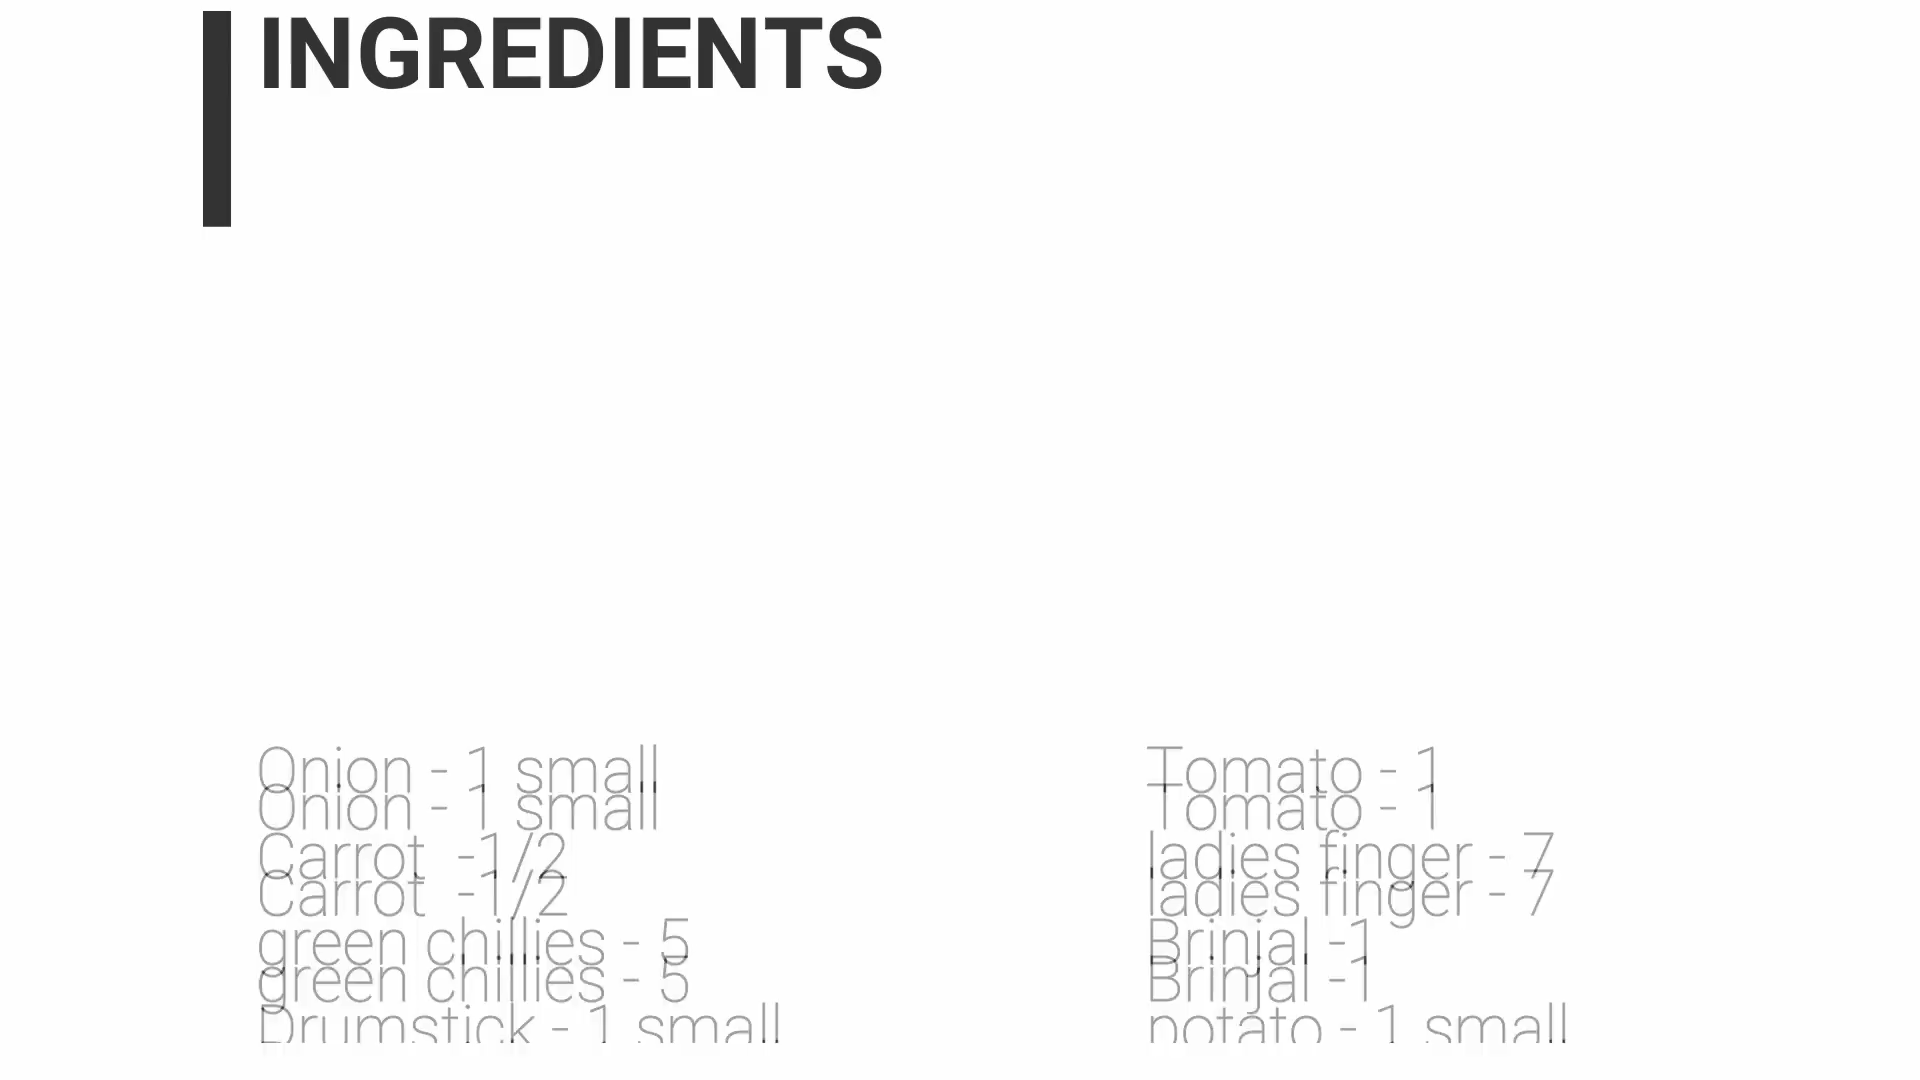 INGREDIENTS
Onion - 1 small
Onion - 1 small
Carrot -1/2
Carrot -1/2
green chillies - 5
green chillies - 5
Drumstick - 1 small
Tomato - 1
Tomato - 1
ladies finger - 7
ladies finger - 7
Brinjal -1
Brinjal -1
potato - 1 small